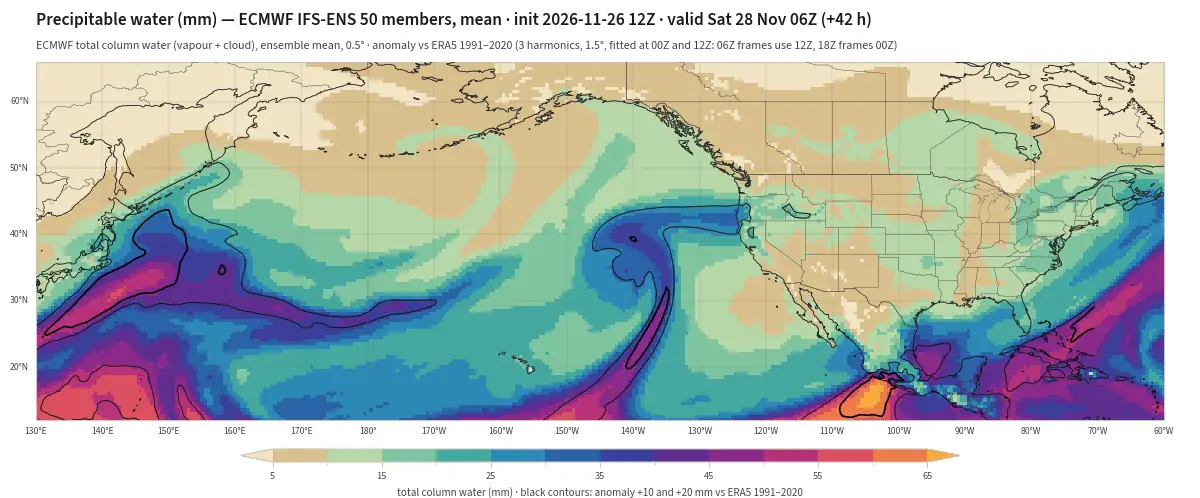 Precipitable water (mm) — ECMWF IFS-ENS 50 members, mean · init 2026-11-26 12Z · valid Sat 28 Nov 06Z (+42 h)
ECMWF total column water (vapour + cloud), ensemble mean, 0.5° · anomaly vs ERA5 1991–2020 (3 harmonics, 1.5°, fitted at 00Z and 12Z: 06Z frames use 12Z, 18Z frames 00Z)
60°N
50°N
40°N
30°N
20°N
130°E 140°E 150°E 160°E 170°E 180° 170°W 160°W 150°W 140°W 130°W 120°W 110°W 100°W 90°W 80°W 70°W 60°W
5 15 25 35 45 55 65
total column water (mm) · black contours: anomaly +10 and +20 mm vs ERA5 1991–2020